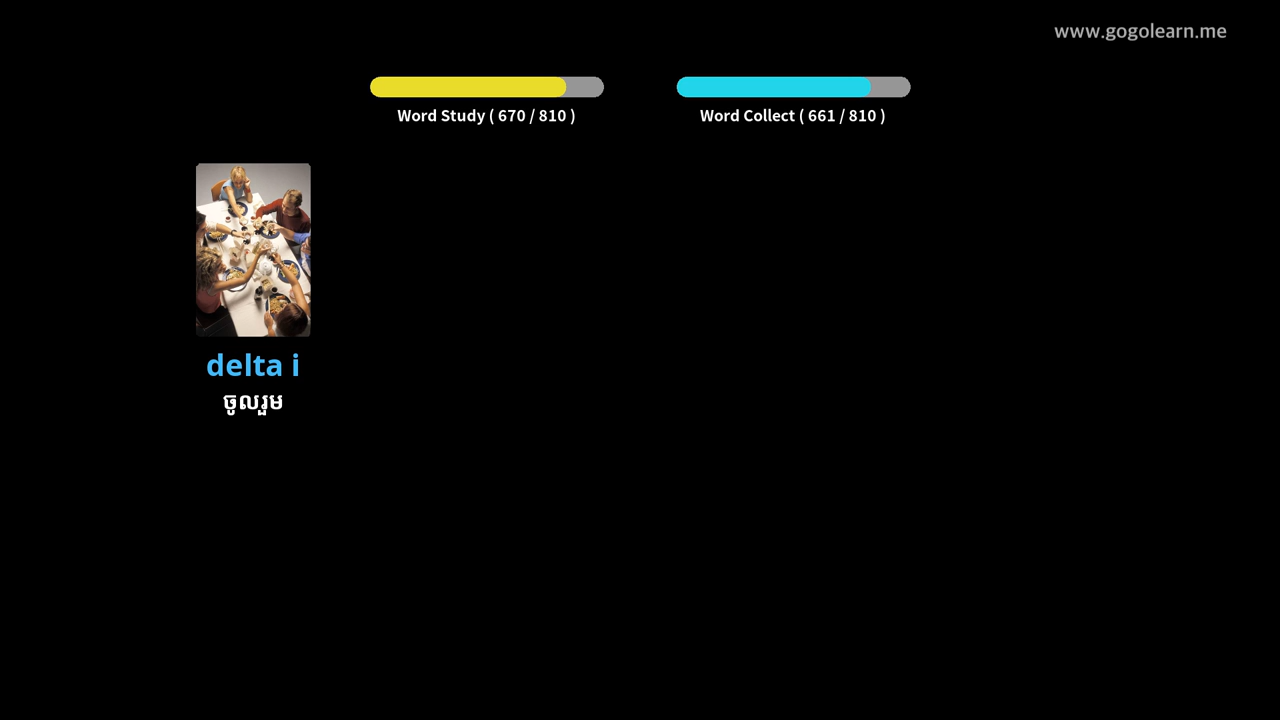 www.gogolearn.me
Word Study ( 670 / 810 )
Word Collect ( 661 / 810 )
delta i
ចូលរួម